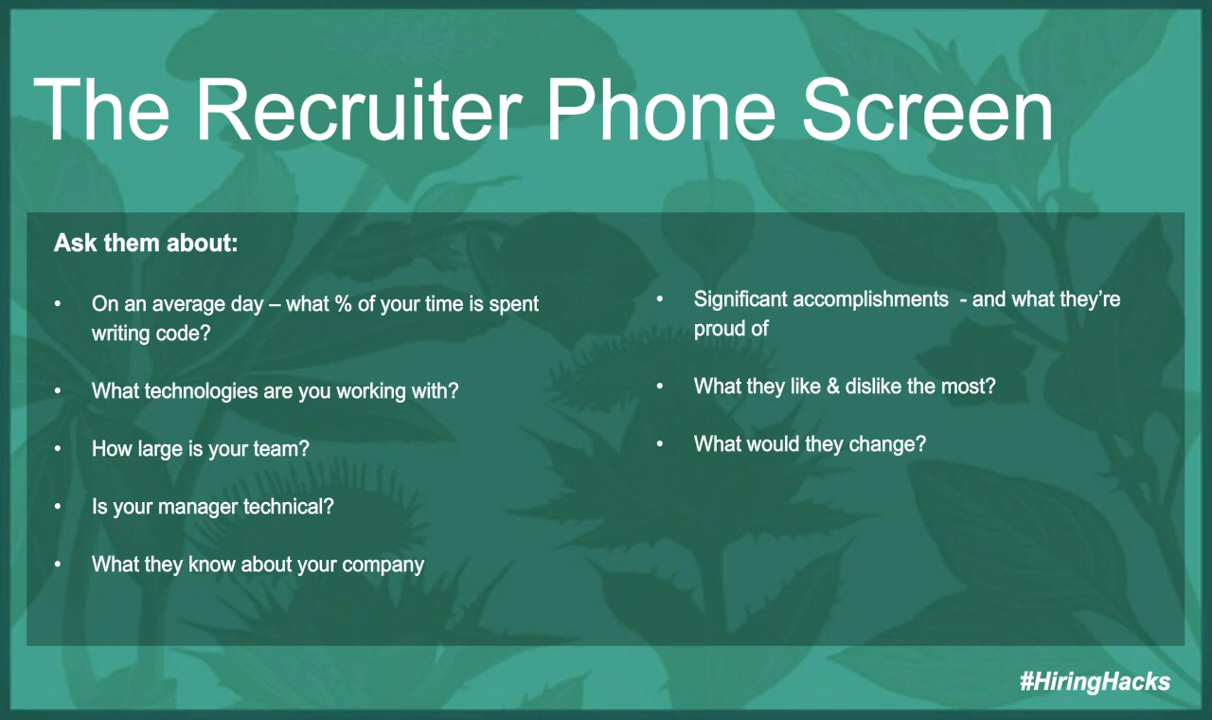 The Recruiter Phone Screen
Ask them about:
• On an average day – what % of your time is spent
writing code?
• What technologies are you working with?
• How large is your team?
• Is your manager technical?
• What they know about your company
• Significant accomplishments  - and what they’re
proud of
• What they like & dislike the most?
• What would they change?
#HiringHacks